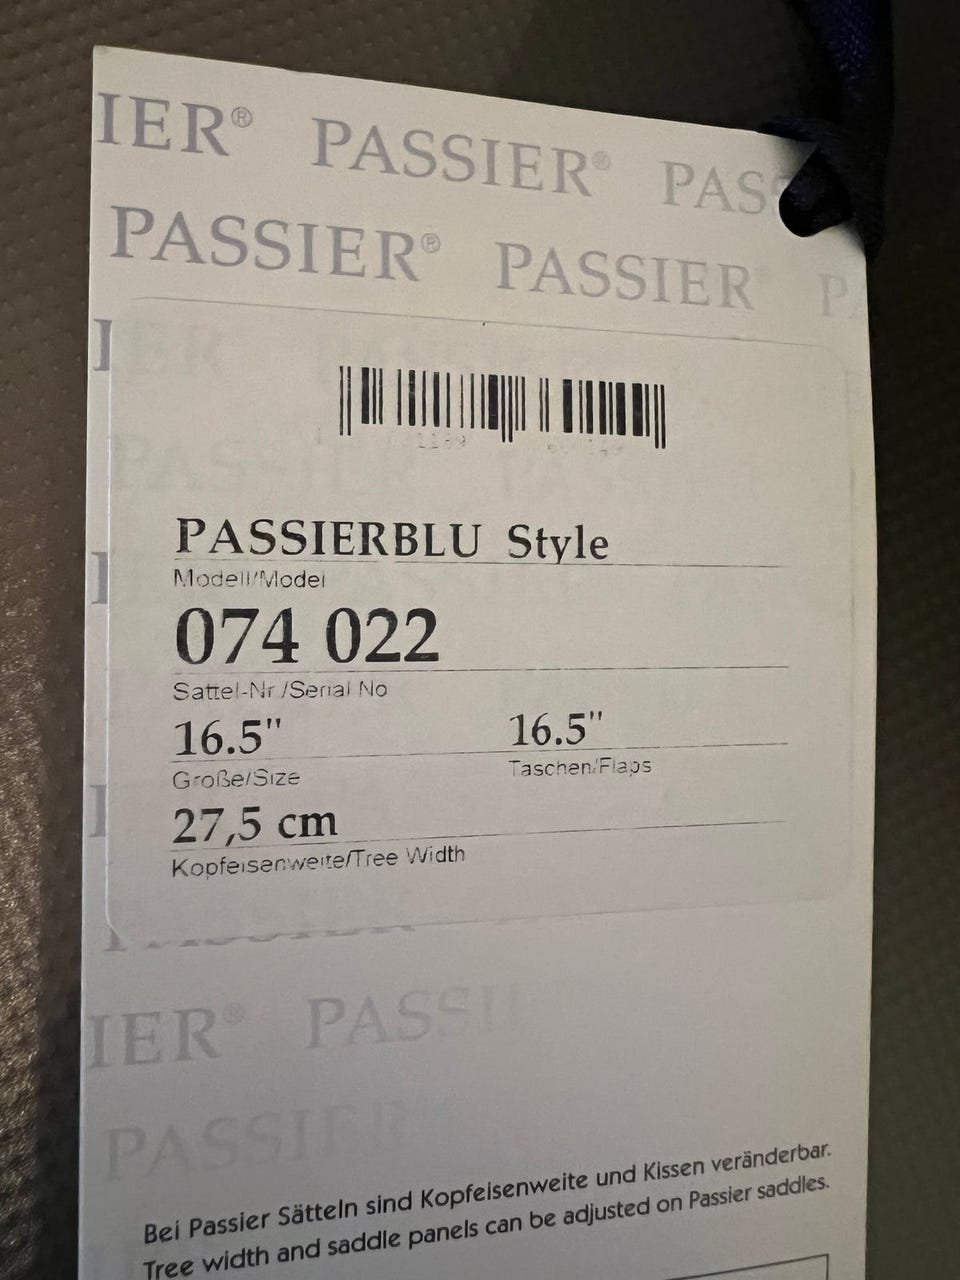 IER® PASSIER® PAS
PASSIER® PASSIER P
PASSIERBLU Style
Modell/Model
074 022
Sattel-Nr./Serial No
16.5" 16.5"
Größe/Size Taschen/Flaps
27,5 cm
Kopfeisenweite/Tree Width
IER® PASSI
PASSIER
Bei Passier Sätteln sind Kopfeisenweite und Kissen veränderbar.
Tree width and saddle panels can be adjusted on Passier saddles.